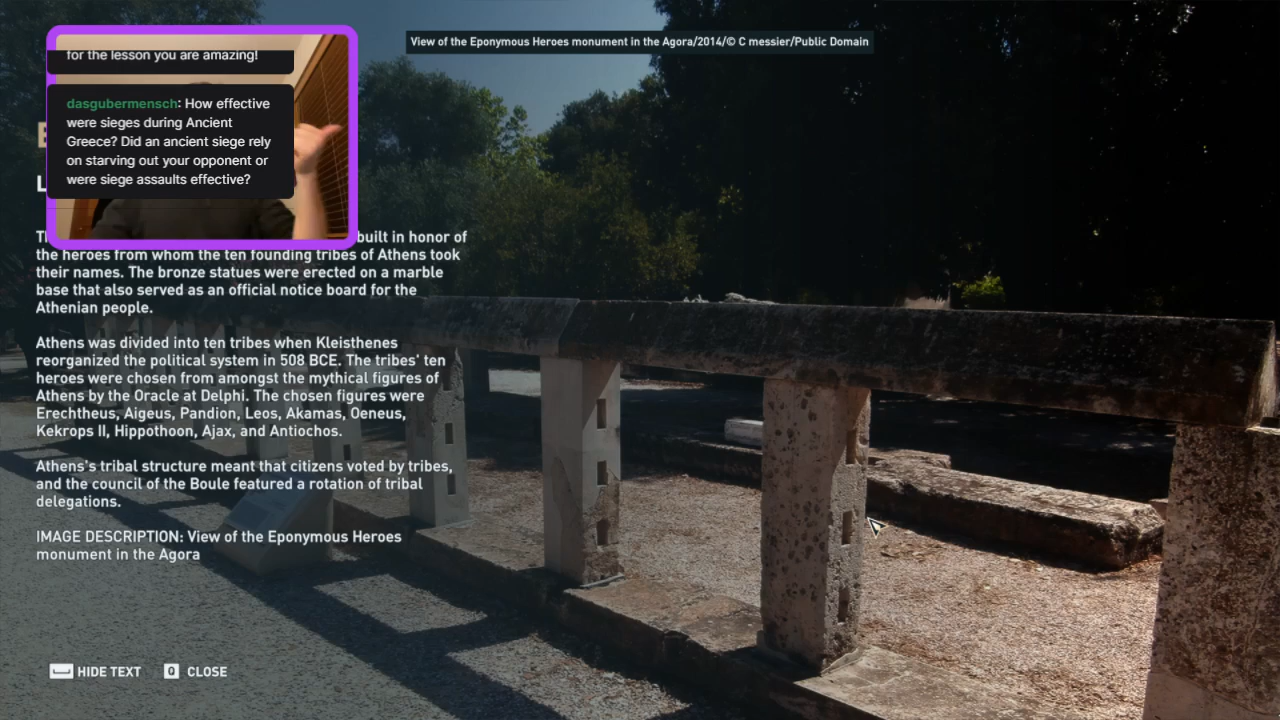 View of the Eponymous Heroes monument in the Agora/2014/© C messier/Public Domain
for the lesson you are amazing!
dasgubermensch: How effective
were sieges during Ancient
Greece? Did an ancient siege rely
on starving out your opponent or
were siege assaults effective?
built in honor of
the heroes from whom the ten founding tribes of Athens took
their names. The bronze statues were erected on a marble
base that also served as an official notice board for the
Athenian people.
Athens was divided into ten tribes when Kleisthenes
reorganized the political system in 508 BCE. The tribes' ten
heroes were chosen from amongst the mythical figures of
Athens by the Oracle at Delphi. The chosen figures were
Erechtheus, Aigeus, Pandion, Leos, Akamas, Oeneus,
Kekrops II, Hippothoon, Ajax, and Antiochos.
Athens's tribal structure meant that citizens voted by tribes,
and the council of the Boule featured a rotation of tribal
delegations.
IMAGE DESCRIPTION: View of the Eponymous Heroes
monument in the Agora
HIDE TEXT Q CLOSE